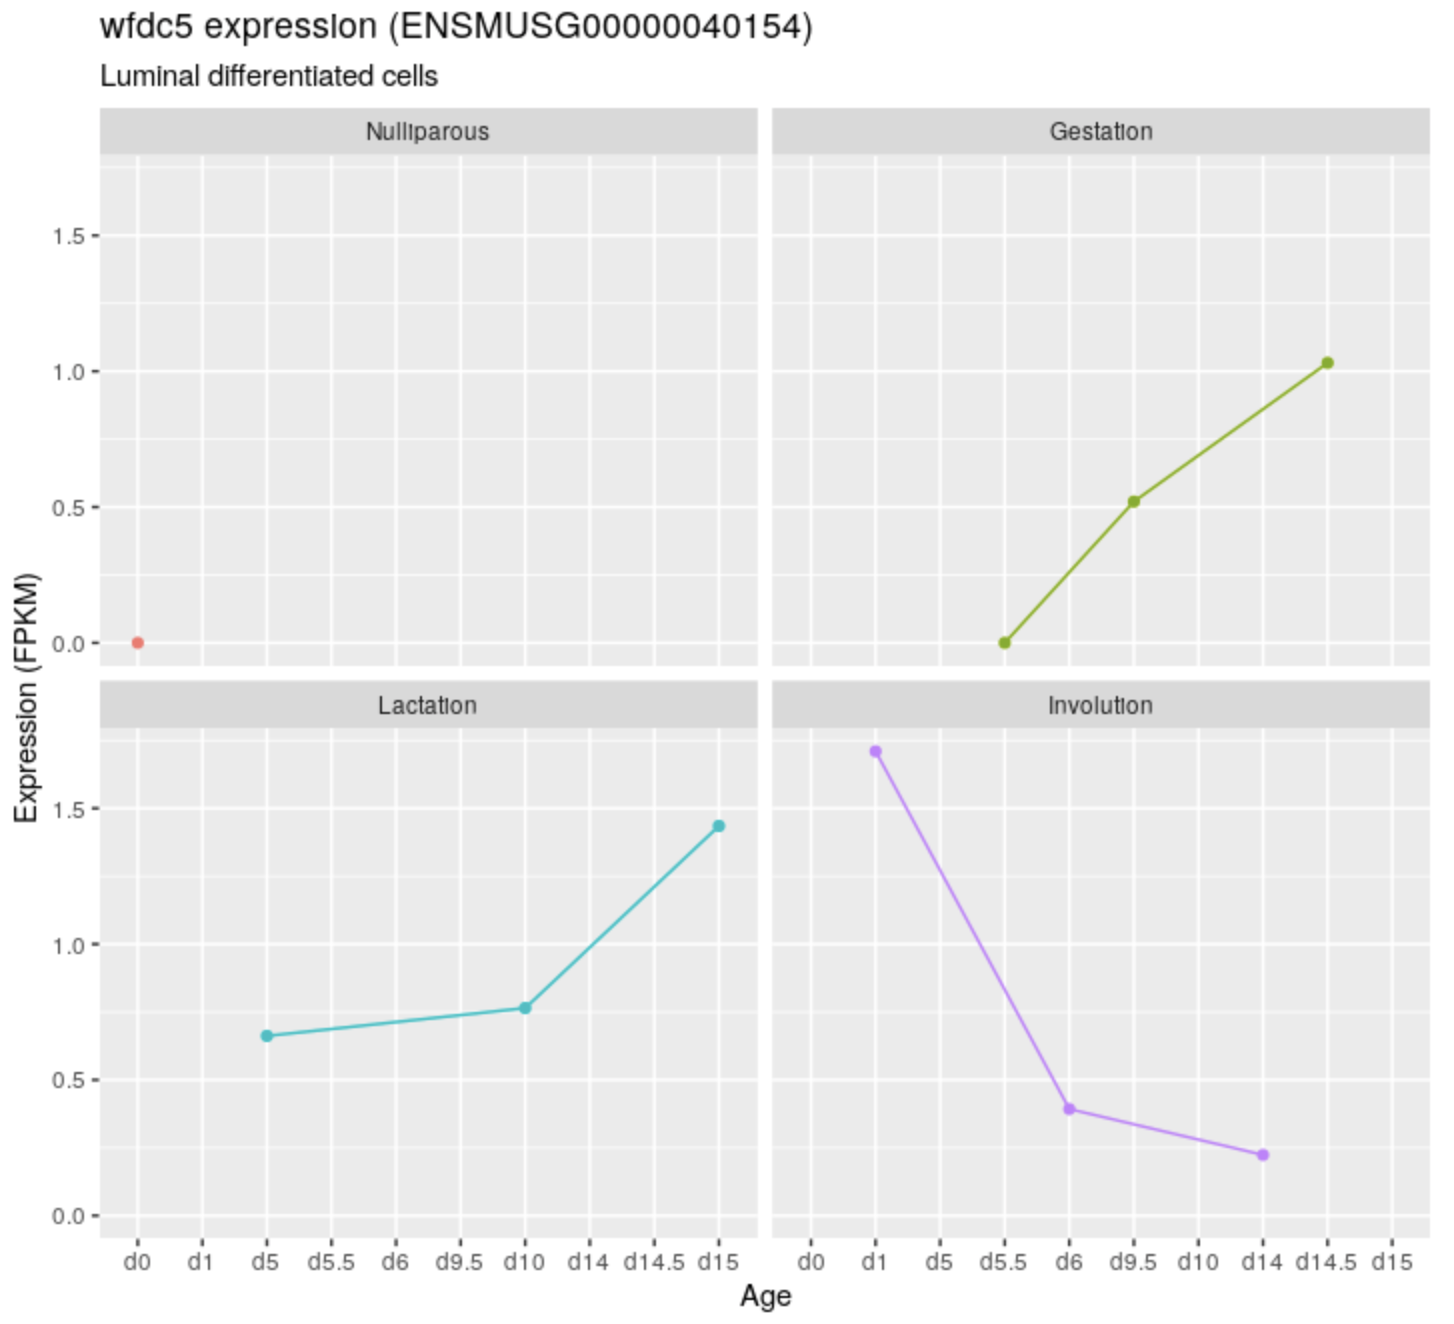 wfdc5 expression (ENSMUSG00000040154)
Luminal differentiated cells
Nulliparous
Gestation
1.5
1.0
0.5
0.0
Expression (FPKM)
Lactation
Involution
1.5
1.0
0.5
0.0
d0 d1 d5 d5.5 d6 d9.5 d10 d14 d14.5 d15
d0 d1 d5 d5.5 d6 d9.5 d10 d14 d14.5 d15
Age